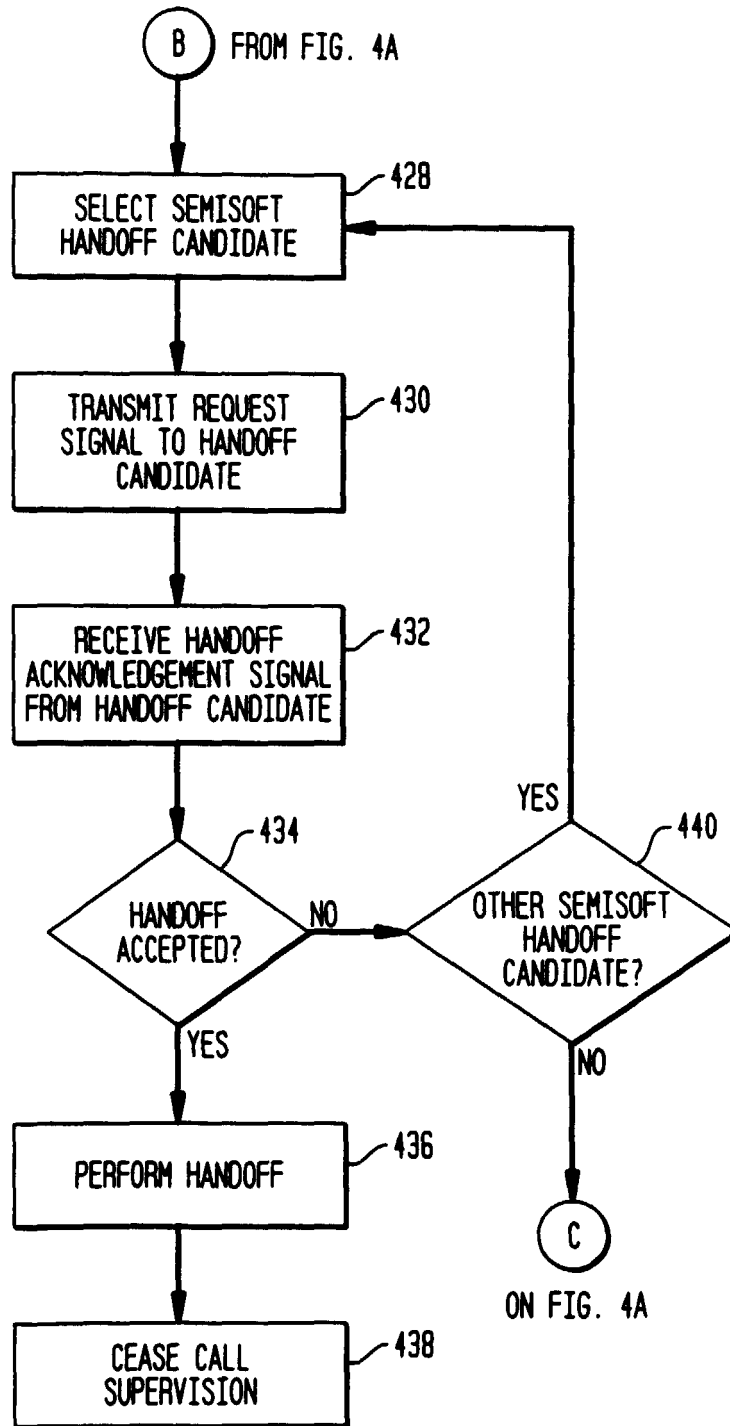 B FROM FIG. 4A
428
SELECT SEMISOFT
HANDOFF CANDIDATE
430
TRANSMIT REQUEST
SIGNAL TO HANDOFF
CANDIDATE
432
RECEIVE HANDOFF
ACKNOWLEDGEMENT SIGNAL
FROM HANDOFF CANDIDATE
434
HANDOFF
ACCEPTED?
NO
YES
440
OTHER SEMISOFT
HANDOFF
CANDIDATE?
YES
NO
436
PERFORM HANDOFF
C
ON FIG. 4A
438
CEASE CALL
SUPERVISION